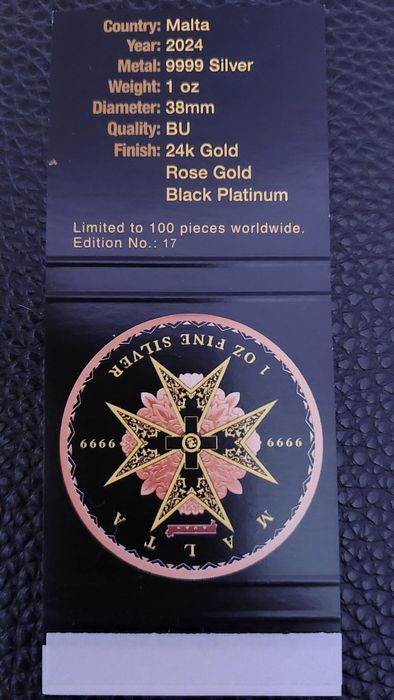 Country: Malta
Year: 2024
Metal: 9999 Silver
Weight: 1 oz
Diameter: 38mm
Quality: BU
Finish: 24k Gold
Rose Gold
Black Platinum
Limited to 100 pieces worldwide.
Edition No.: 17
1 OZ FINE SILVER
9999
9999
MALTA